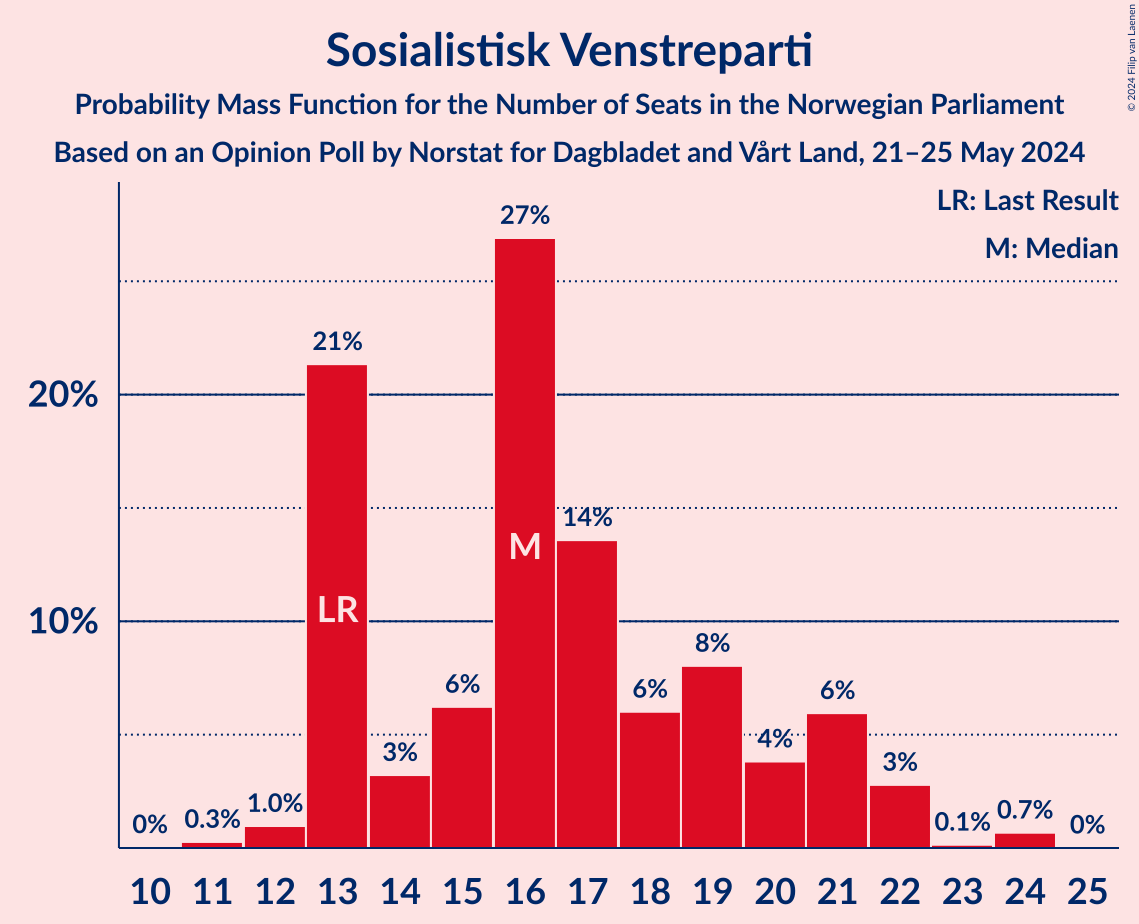 Sosialistisk Venstreparti
Probability Mass Function for the Number of Seats in the Norwegian Parliament
Based on an Opinion Poll by Norstat for Dagbladet and Vårt Land, 21–25 May 2024
© 2024 Filip van Laenen
LR: Last Result
M: Median
20%
10%
0%
0.3%
1.0%
21%
3%
6%
27%
14%
6%
8%
4%
6%
3%
0.1%
0.7%
0%
LR
M
10 11 12 13 14 15 16 17 18 19 20 21 22 23 24 25